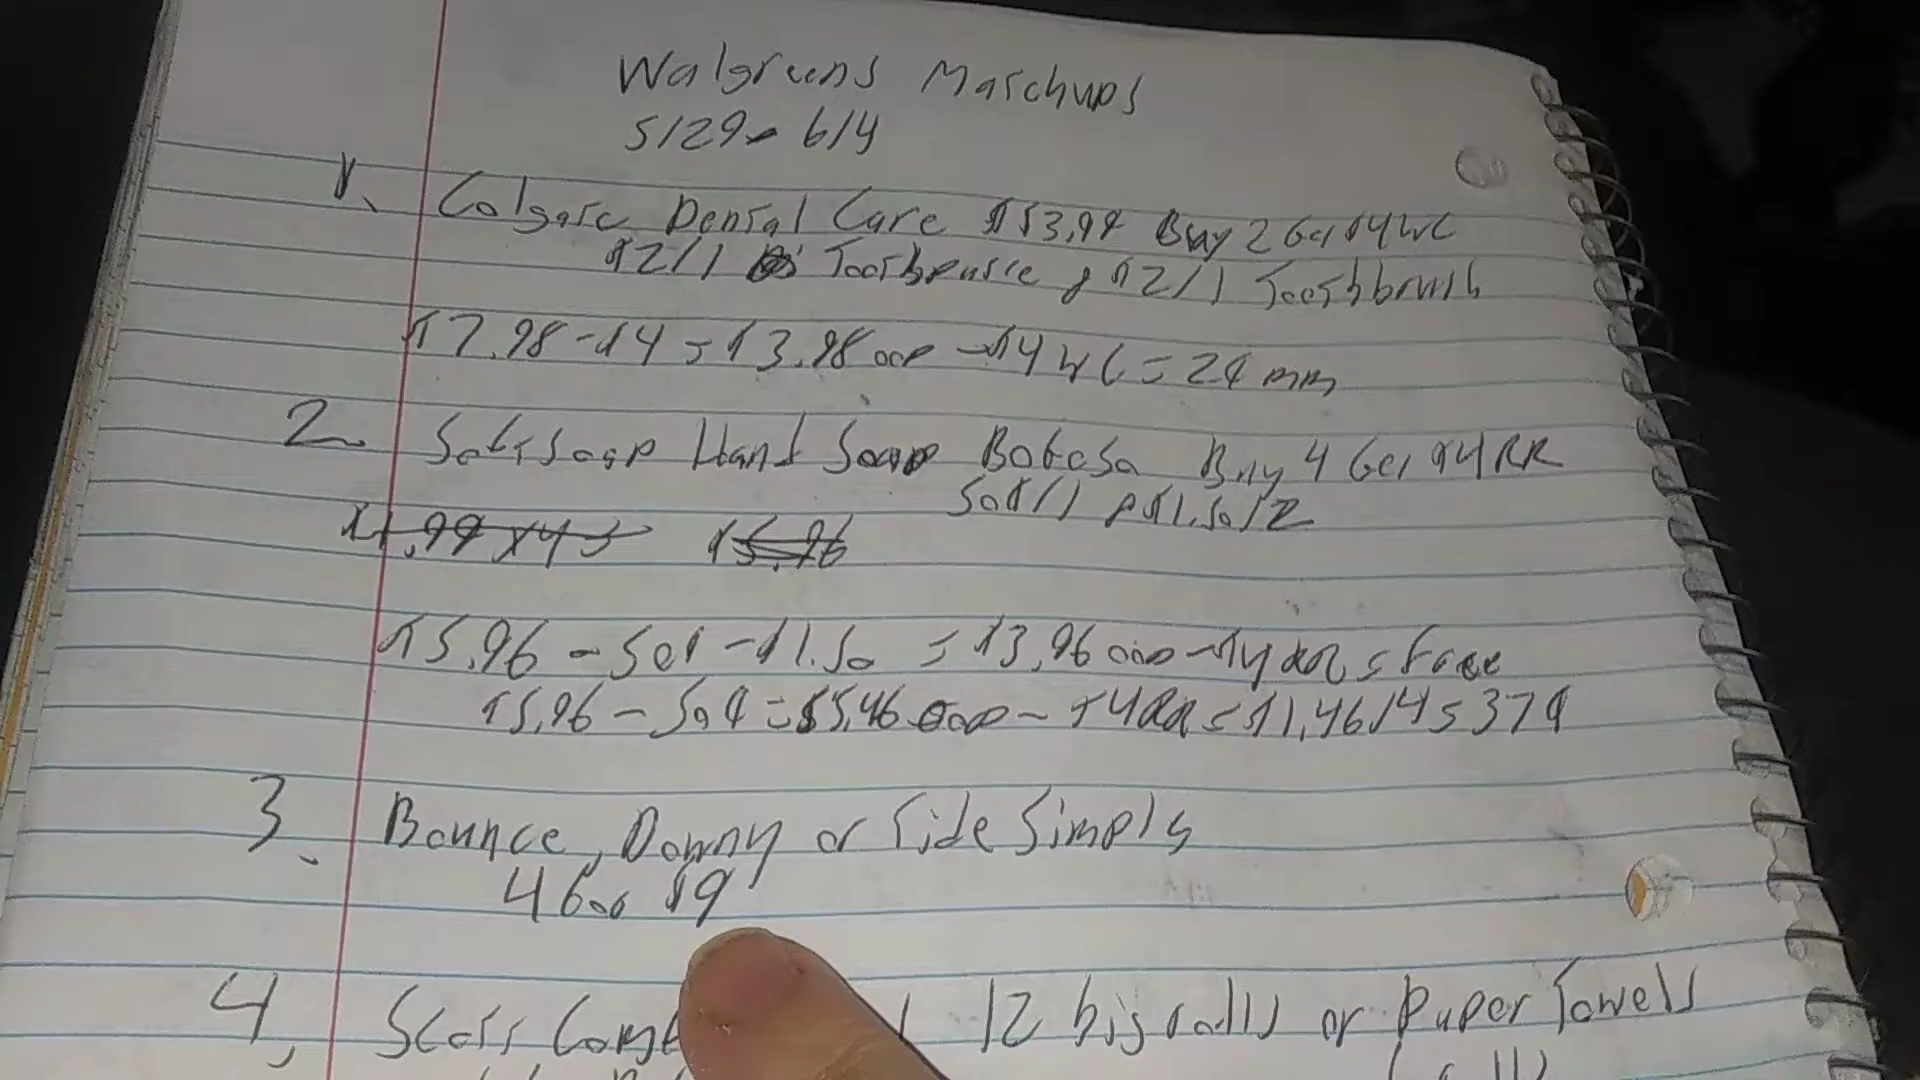 Walgreens Matchups
5/29 - 6/4
1. Colgate Dental Care $3.99 Buy 2 Get $4 WC
$2/1 Toothpaste & $2/1 Toothbrush
$7.98 - $4 = $3.98 oop - $4 WC = 2¢ mm
2. Softsoap Hand Soap BoGo50 Buy 4 Get $4 RR
50¢/1 & $1.50/2
$1.99 x 4 = $5.96
$5.96 - 50¢ - $1.50 = $3.96 oop - $4 RR = Free
$5.96 - 50¢ = $5.46 oop - $4 RR = $1.46/4 = 37¢
3. Bounce, Downy or Tide Simply
4 for $9
4. Scott 12 big rolls or Paper Towels